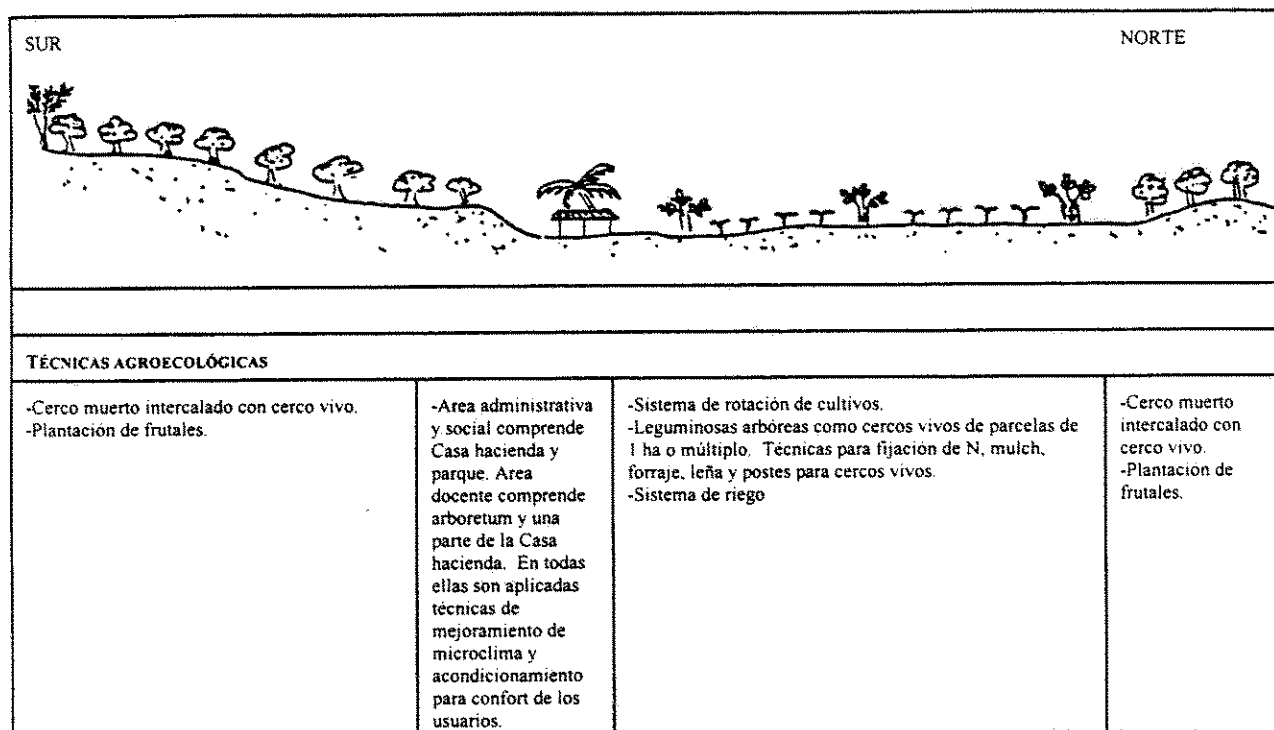 SUR
NORTE
TÉCNICAS AGROECOLÓGICAS
-Cerco muerto intercalado con cerco vivo.
-Plantación de frutales.
-Area administrativa
y social comprende
Casa hacienda y
parque. Area
docente comprende
arboretum y una
parte de la Casa
hacienda. En todas
ellas son aplicadas
técnicas de
mejoramiento de
microclima y
acondicionamiento
para confort de los
usuarios.
-Sistema de rotación de cultivos.
-Leguminosas arbóreas como cercos vivos de parcelas de
1 ha o múltiplo. Técnicas para fijación de N, mulch,
forraje, leña y postes para cercos vivos.
-Sistema de riego
-Cerco muerto
intercalado con
cerco vivo.
-Plantación de
frutales.